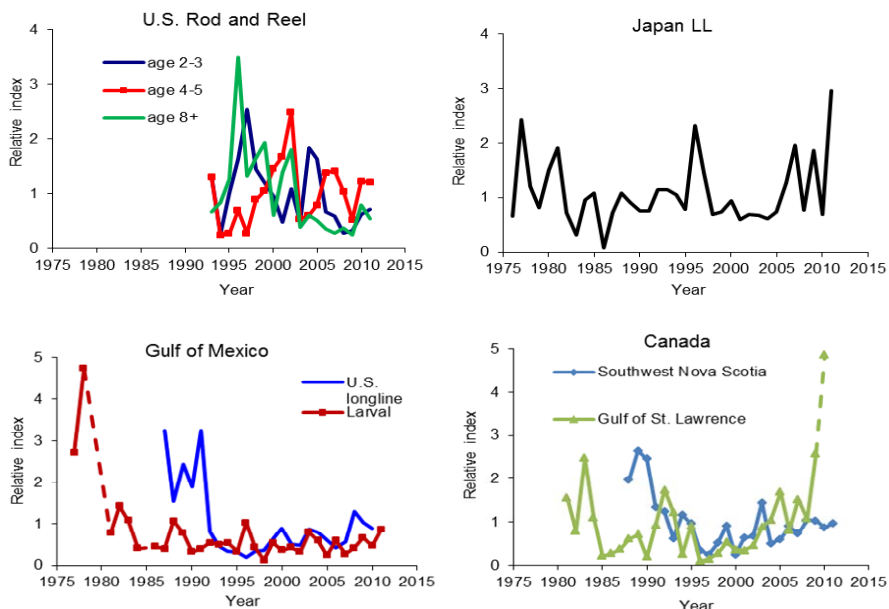 U.S. Rod and Reel
Relative index
4
3
2
1
0
age 2-3
age 4-5
age 8+
1975 1980 1985 1990 1995 2000 2005 2010 2015
Year
Japan LL
Relative index
4
3
2
1
0
1975 1980 1985 1990 1995 2000 2005 2010 2015
Year
Gulf of Mexico
Relative index
5
4
3
2
1
0
U.S.
longline
Larval
1975 1980 1985 1990 1995 2000 2005 2010 2015
Year
Canada
Relative index
5
4
3
2
1
0
Southwest Nova Scotia
Gulf of St. Lawrence
1975 1980 1985 1990 1995 2000 2005 2010 2015
Year